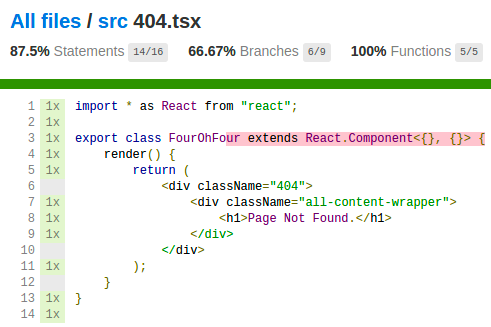 All files / src 404.tsx
87.5% Statements 14/16 66.67% Branches 6/9 100% Functions 5/5
1 1x import * as React from "react";
2 1x
3 1x export class FourOhFour extends React.Component<{}, {}> {
4 1x render() {
5 1x return (
6 <div className="404">
7 1x <div className="all-content-wrapper">
8 1x <h1>Page Not Found.</h1>
9 1x </div>
10 </div>
11 1x );
12 }
13 1x }
14 1x